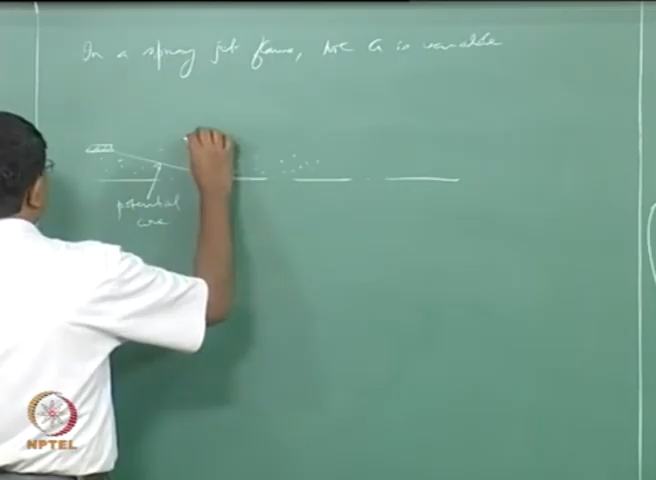 In a spray jet flame, the G is variable
potential
core
NPTEL